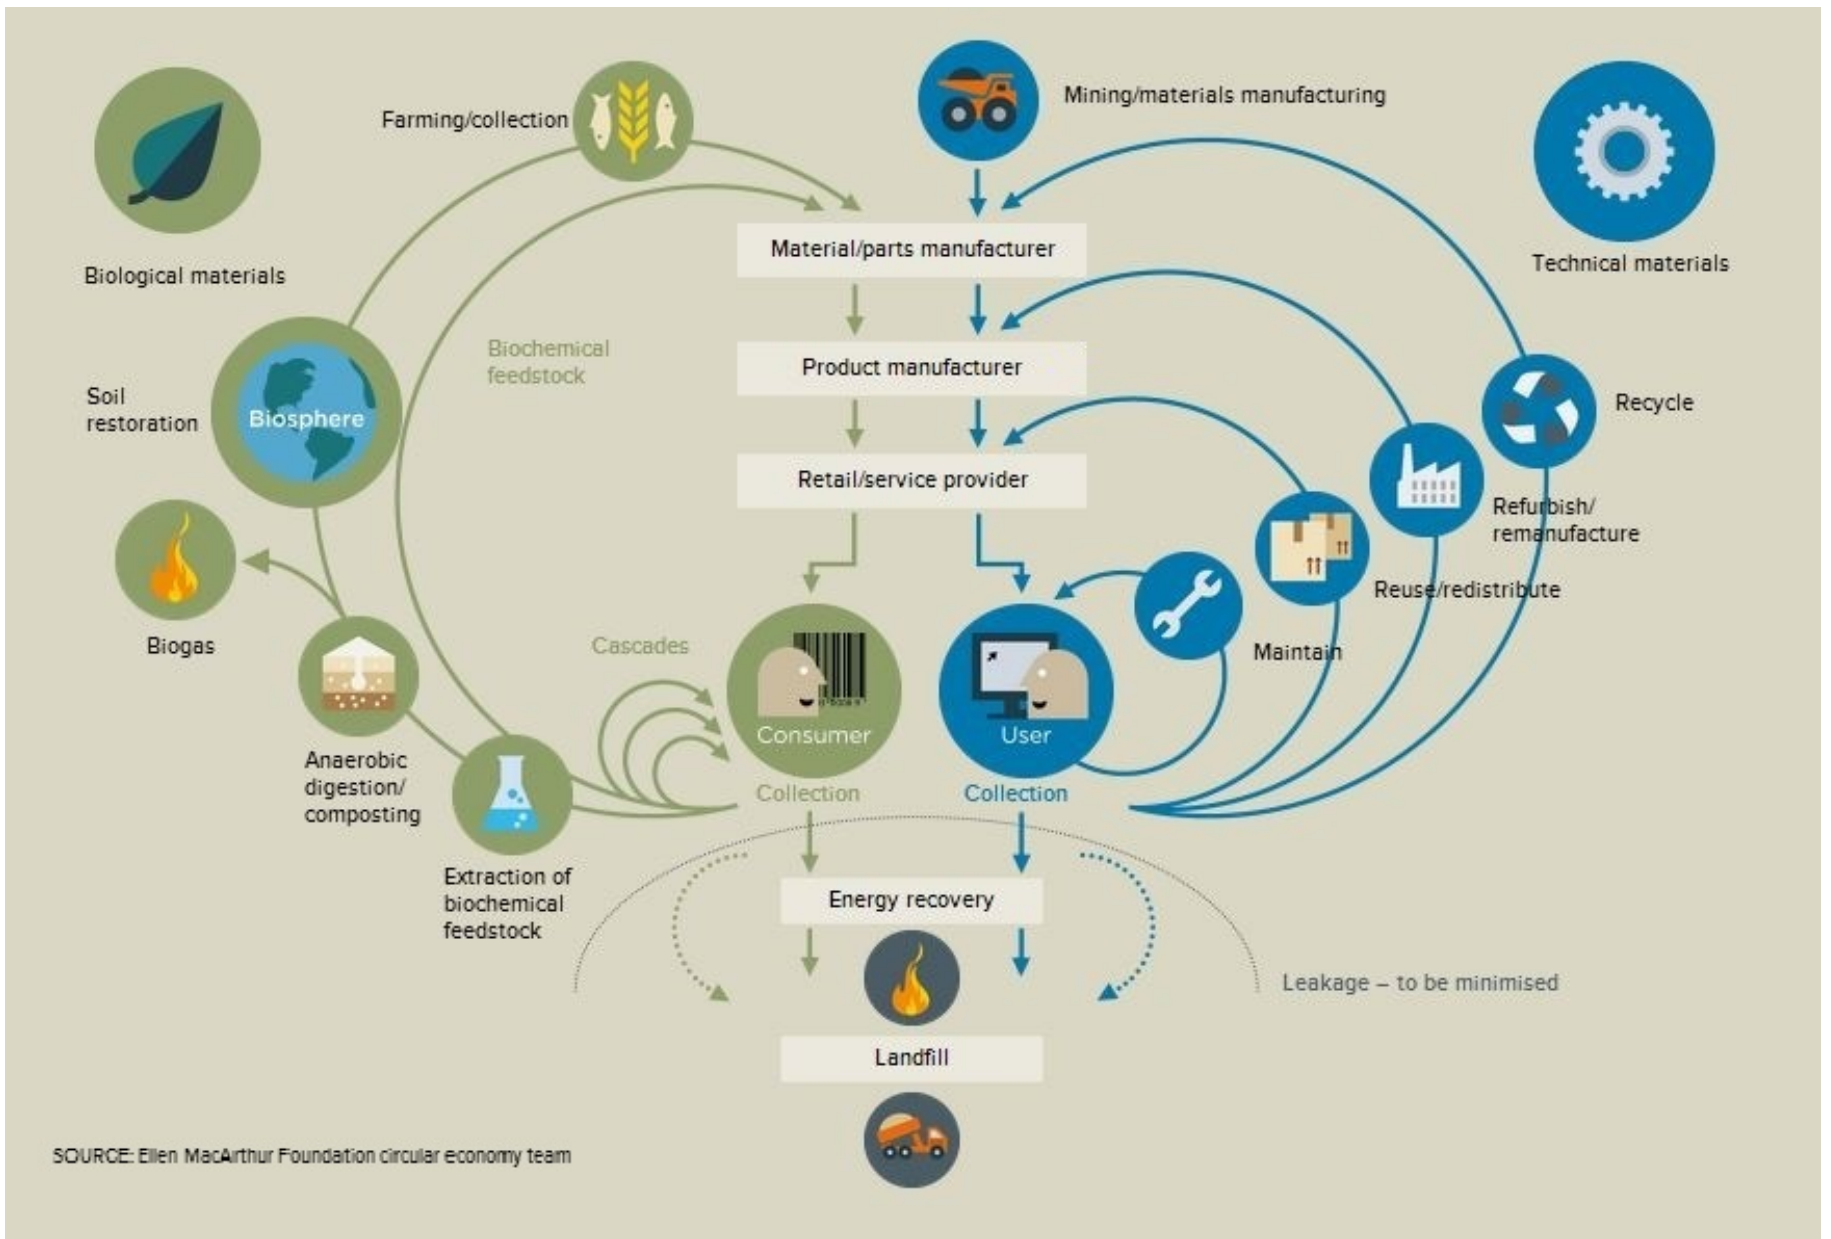 Farming/collection
Mining/materials manufacturing
Biological materials
Technical materials
Material/parts manufacturer
Biochemical
feedstock
Product manufacturer
Soil
restoration
Biosphere
Recycle
Retail/service provider
Refurbish/
remanufacture
Reuse/redistribute
Biogas
Cascades
Maintain
Consumer
User
Anaerobic
digestion/
composting
Collection
Collection
Extraction of
biochemical
feedstock
Energy recovery
Leakage – to be minimised
Landfill
SOURCE: Ellen MacArthur Foundation circular economy team